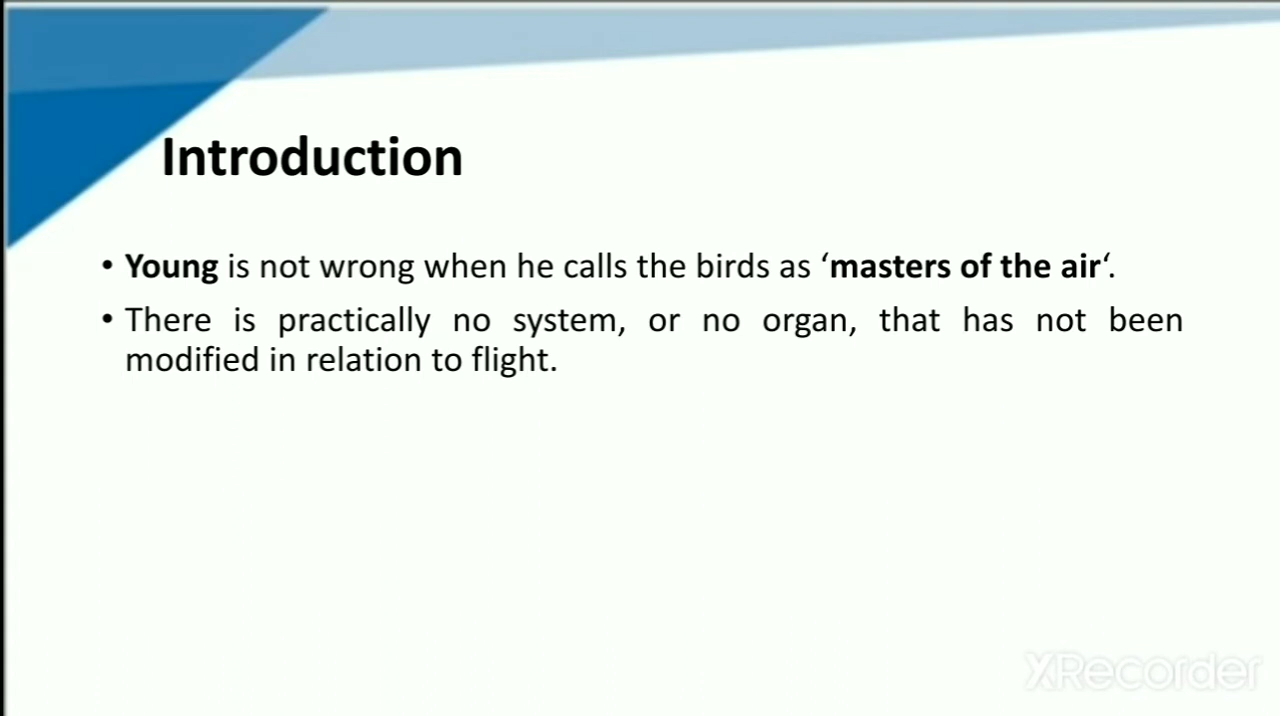 Introduction
• Young is not wrong when he calls the birds as ‘masters of the air‘.
• There is practically no system, or no organ, that has not been
modified in relation to flight.
XRecorder